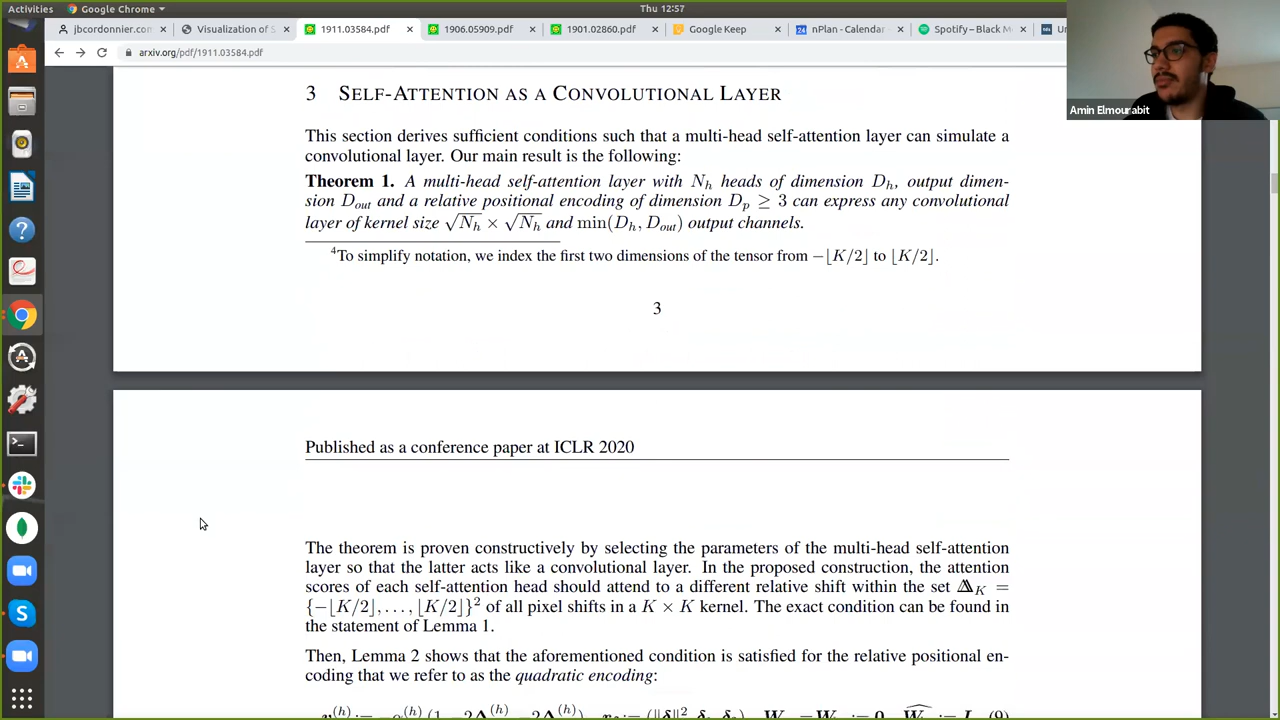 Activities
Google Chrome
Thu 12:57
jbcordonnier.com
Visualization of S
1911.03584.pdf
1906.05909.pdf
1901.02860.pdf
Google Keep
nPlan - Calendar
Spotify – Black M
Un
arxiv.org/pdf/1911.03584.pdf
Amin Elmourabit
3 SELF-ATTENTION AS A CONVOLUTIONAL LAYER
This section derives sufficient conditions such that a multi-head self-attention layer can simulate a
convolutional layer. Our main result is the following:
Theorem 1. A multi-head self-attention layer with N_h heads of dimension D_h, output dimen-
sion D_out and a relative positional encoding of dimension D_p ≥ 3 can express any convolutional
layer of kernel size √N_h × √N_h and min(D_h, D_out) output channels.
4To simplify notation, we index the first two dimensions of the tensor from −⌊K/2⌋ to ⌊K/2⌋.
3
Published as a conference paper at ICLR 2020
The theorem is proven constructively by selecting the parameters of the multi-head self-attention
layer so that the latter acts like a convolutional layer. In the proposed construction, the attention
scores of each self-attention head should attend to a different relative shift within the set Δ_K =
{−⌊K/2⌋, . . . , ⌊K/2⌋}² of all pixel shifts in a K × K kernel. The exact condition can be found in
the statement of Lemma 1.
Then, Lemma 2 shows that the aforementioned condition is satisfied for the relative positional en-
coding that we refer to as the quadratic encoding:
(9)